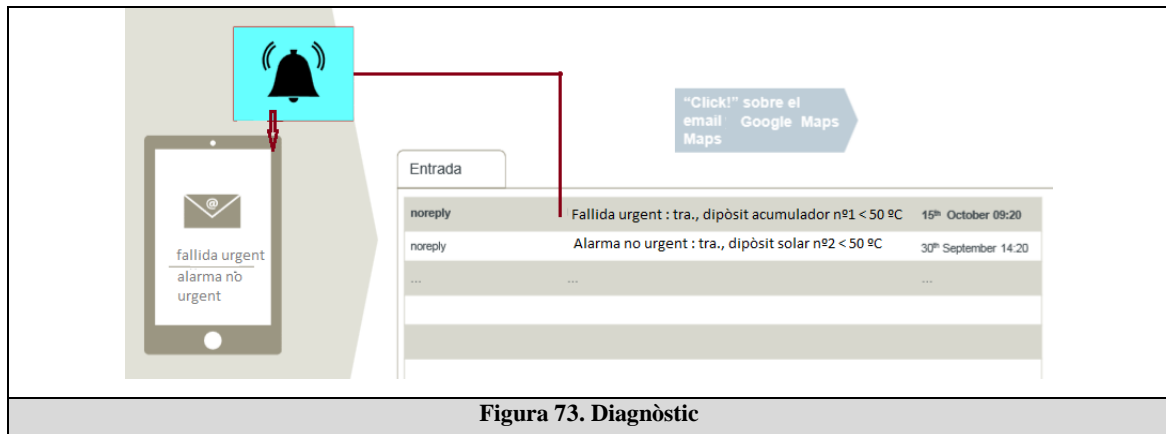 "Click!" sobre el
email Google Maps
Maps
@
fallida urgent
alarma no
urgent
Entrada
noreply Fallida urgent : tra., dipòsit acumulador nº1 < 50 ºC 15th October 09:20
noreply Alarma no urgent : tra., dipòsit solar nº2 < 50 ºC 30th September 14:20
... ... ...
Figura 73. Diagnòstic